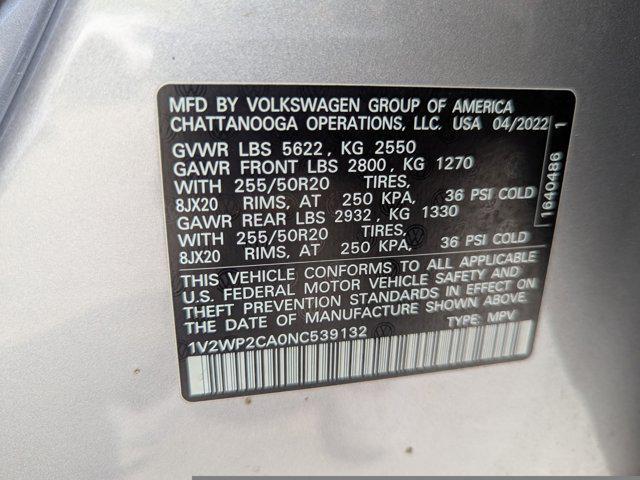 MFD BY VOLKSWAGEN GROUP OF AMERICA
CHATTANOOGA OPERATIONS, LLC. USA 04/2022
GVWR LBS 5622, KG 2550
GAWR FRONT LBS 2800, KG 1270
WITH 255/50R20 TIRES,
8JX20 RIMS, AT 250 KPA, 36 PSI COLD
GAWR REAR LBS 2932, KG 1330
WITH 255/50R20 TIRES,
8JX20 RIMS, AT 250 KPA, 36 PSI COLD
THIS VEHICLE CONFORMS TO ALL APPLICABLE
U.S. FEDERAL MOTOR VEHICLE SAFETY AND
THEFT PREVENTION STANDARDS IN EFFECT ON
THE DATE OF MANUFACTURE SHOWN ABOVE.
1V2WP2CA0NC539132 TYPE: MPV
1640486 1